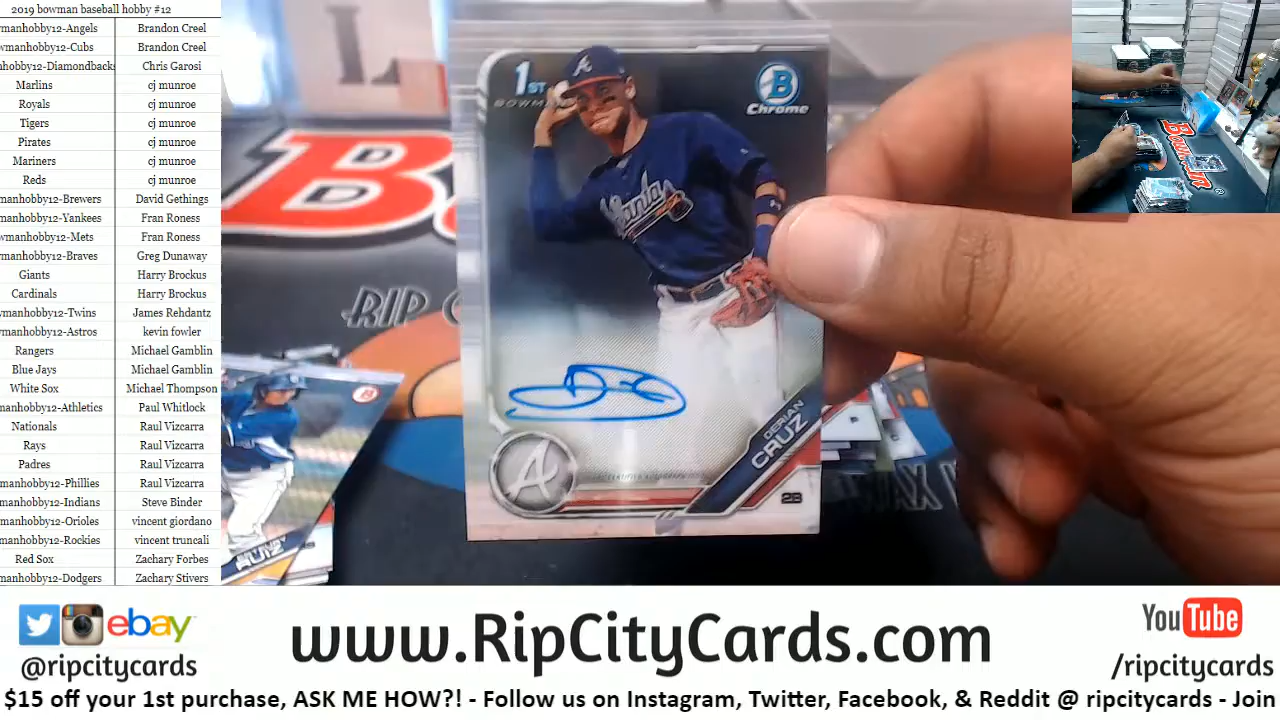 2019 bowman baseball hobby #12
wmanhobby12-Angels Brandon Creel
wmanhobby12-Cubs Brandon Creel
nhobby12-Diamondbacks Chris Garosi
Marlins cj munroe
Royals cj munroe
Tigers cj munroe
Pirates cj munroe
Mariners cj munroe
Reds cj munroe
manhobby12-Brewers David Gethings
manhobby12-Yankees Fran Roness
wmanhobby12-Mets Fran Roness
manhobby12-Braves Greg Dunaway
Giants Harry Brockus
Cardinals Harry Brockus
wmanhobby12-Twins James Rehdantz
manhobby12-Astros kevin fowler
Rangers Michael Gamblin
Blue Jays Michael Gamblin
White Sox Michael Thompson
manhobby12-Athletics Paul Whitlock
Nationals Raul Vizcarra
Rays Raul Vizcarra
Padres Raul Vizcarra
manhobby12-Phillies Raul Vizcarra
manhobby12-Indians Steve Binder
manhobby12-Orioles vincent giordano
manhobby12-Rockies vincent truncali
Red Sox Zachary Forbes
manhobby12-Dodgers Zachary Stivers
1ST
BOWMAN
B
Chrome
A
Atlanta
DERIAN
CRUZ
2B
A
RIP
ebay
@ripcitycards
www.RipCityCards.com
YouTube
/ripcitycards
$15 off your 1st purchase, ASK ME HOW?! - Follow us on Instagram, Twitter, Facebook, & Reddit @ ripcitycards - Join